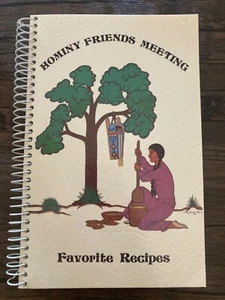 HOMINY FRIENDS MEETING
Favorite Recipes